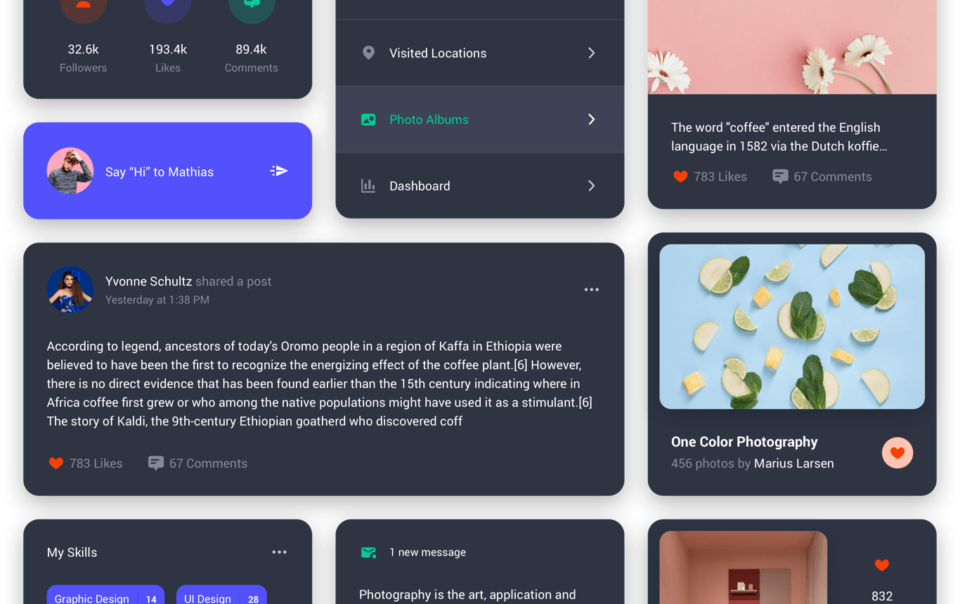 32.6k
Followers
193.4k
Likes
89.4k
Comments
Say “Hi” to Mathias
Visited Locations
Photo Albums
Dashboard
The word "coffee" entered the English
language in 1582 via the Dutch koffie...
783 Likes
67 Comments
Yvonne Schultz shared a post
Yesterday at 1:38 PM
According to legend, ancestors of today's Oromo people in a region of Kaffa in Ethiopia were
believed to have been the first to recognize the energizing effect of the coffee plant.[6] However,
there is no direct evidence that has been found earlier than the 15th century indicating where in
Africa coffee first grew or who among the native populations might have used it as a stimulant.[6]
The story of Kaldi, the 9th-century Ethiopian goatherd who discovered coff
783 Likes
67 Comments
One Color Photography
456 photos by Marius Larsen
My Skills
Graphic Design 14
UI Design 28
1 new message
Photography is the art, application and
832